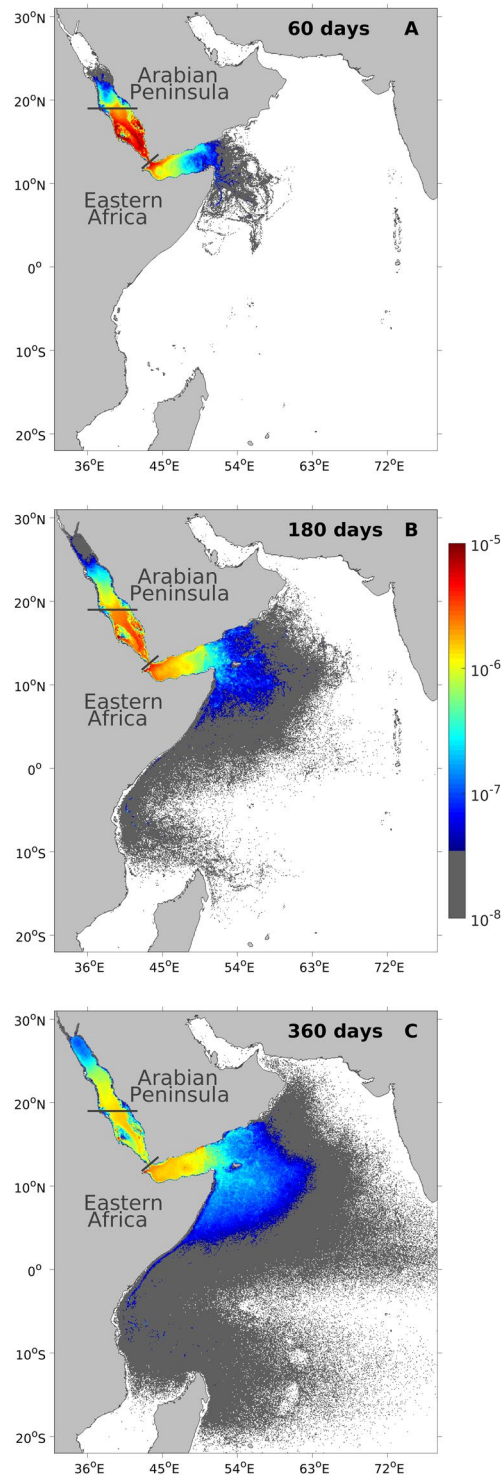 60 days A
30°N
Arabian
Peninsula
20°N
10°N
Eastern
Africa
0°
10°S
20°S
36°E 45°E 54°E 63°E 72°E
180 days B
30°N
Arabian
Peninsula
20°N
10°N
Eastern
Africa
0°
10°S
20°S
36°E 45°E 54°E 63°E 72°E
10⁻⁵
10⁻⁶
10⁻⁷
10⁻⁸
360 days C
30°N
Arabian
Peninsula
20°N
10°N
Eastern
Africa
0°
10°S
20°S
36°E 45°E 54°E 63°E 72°E